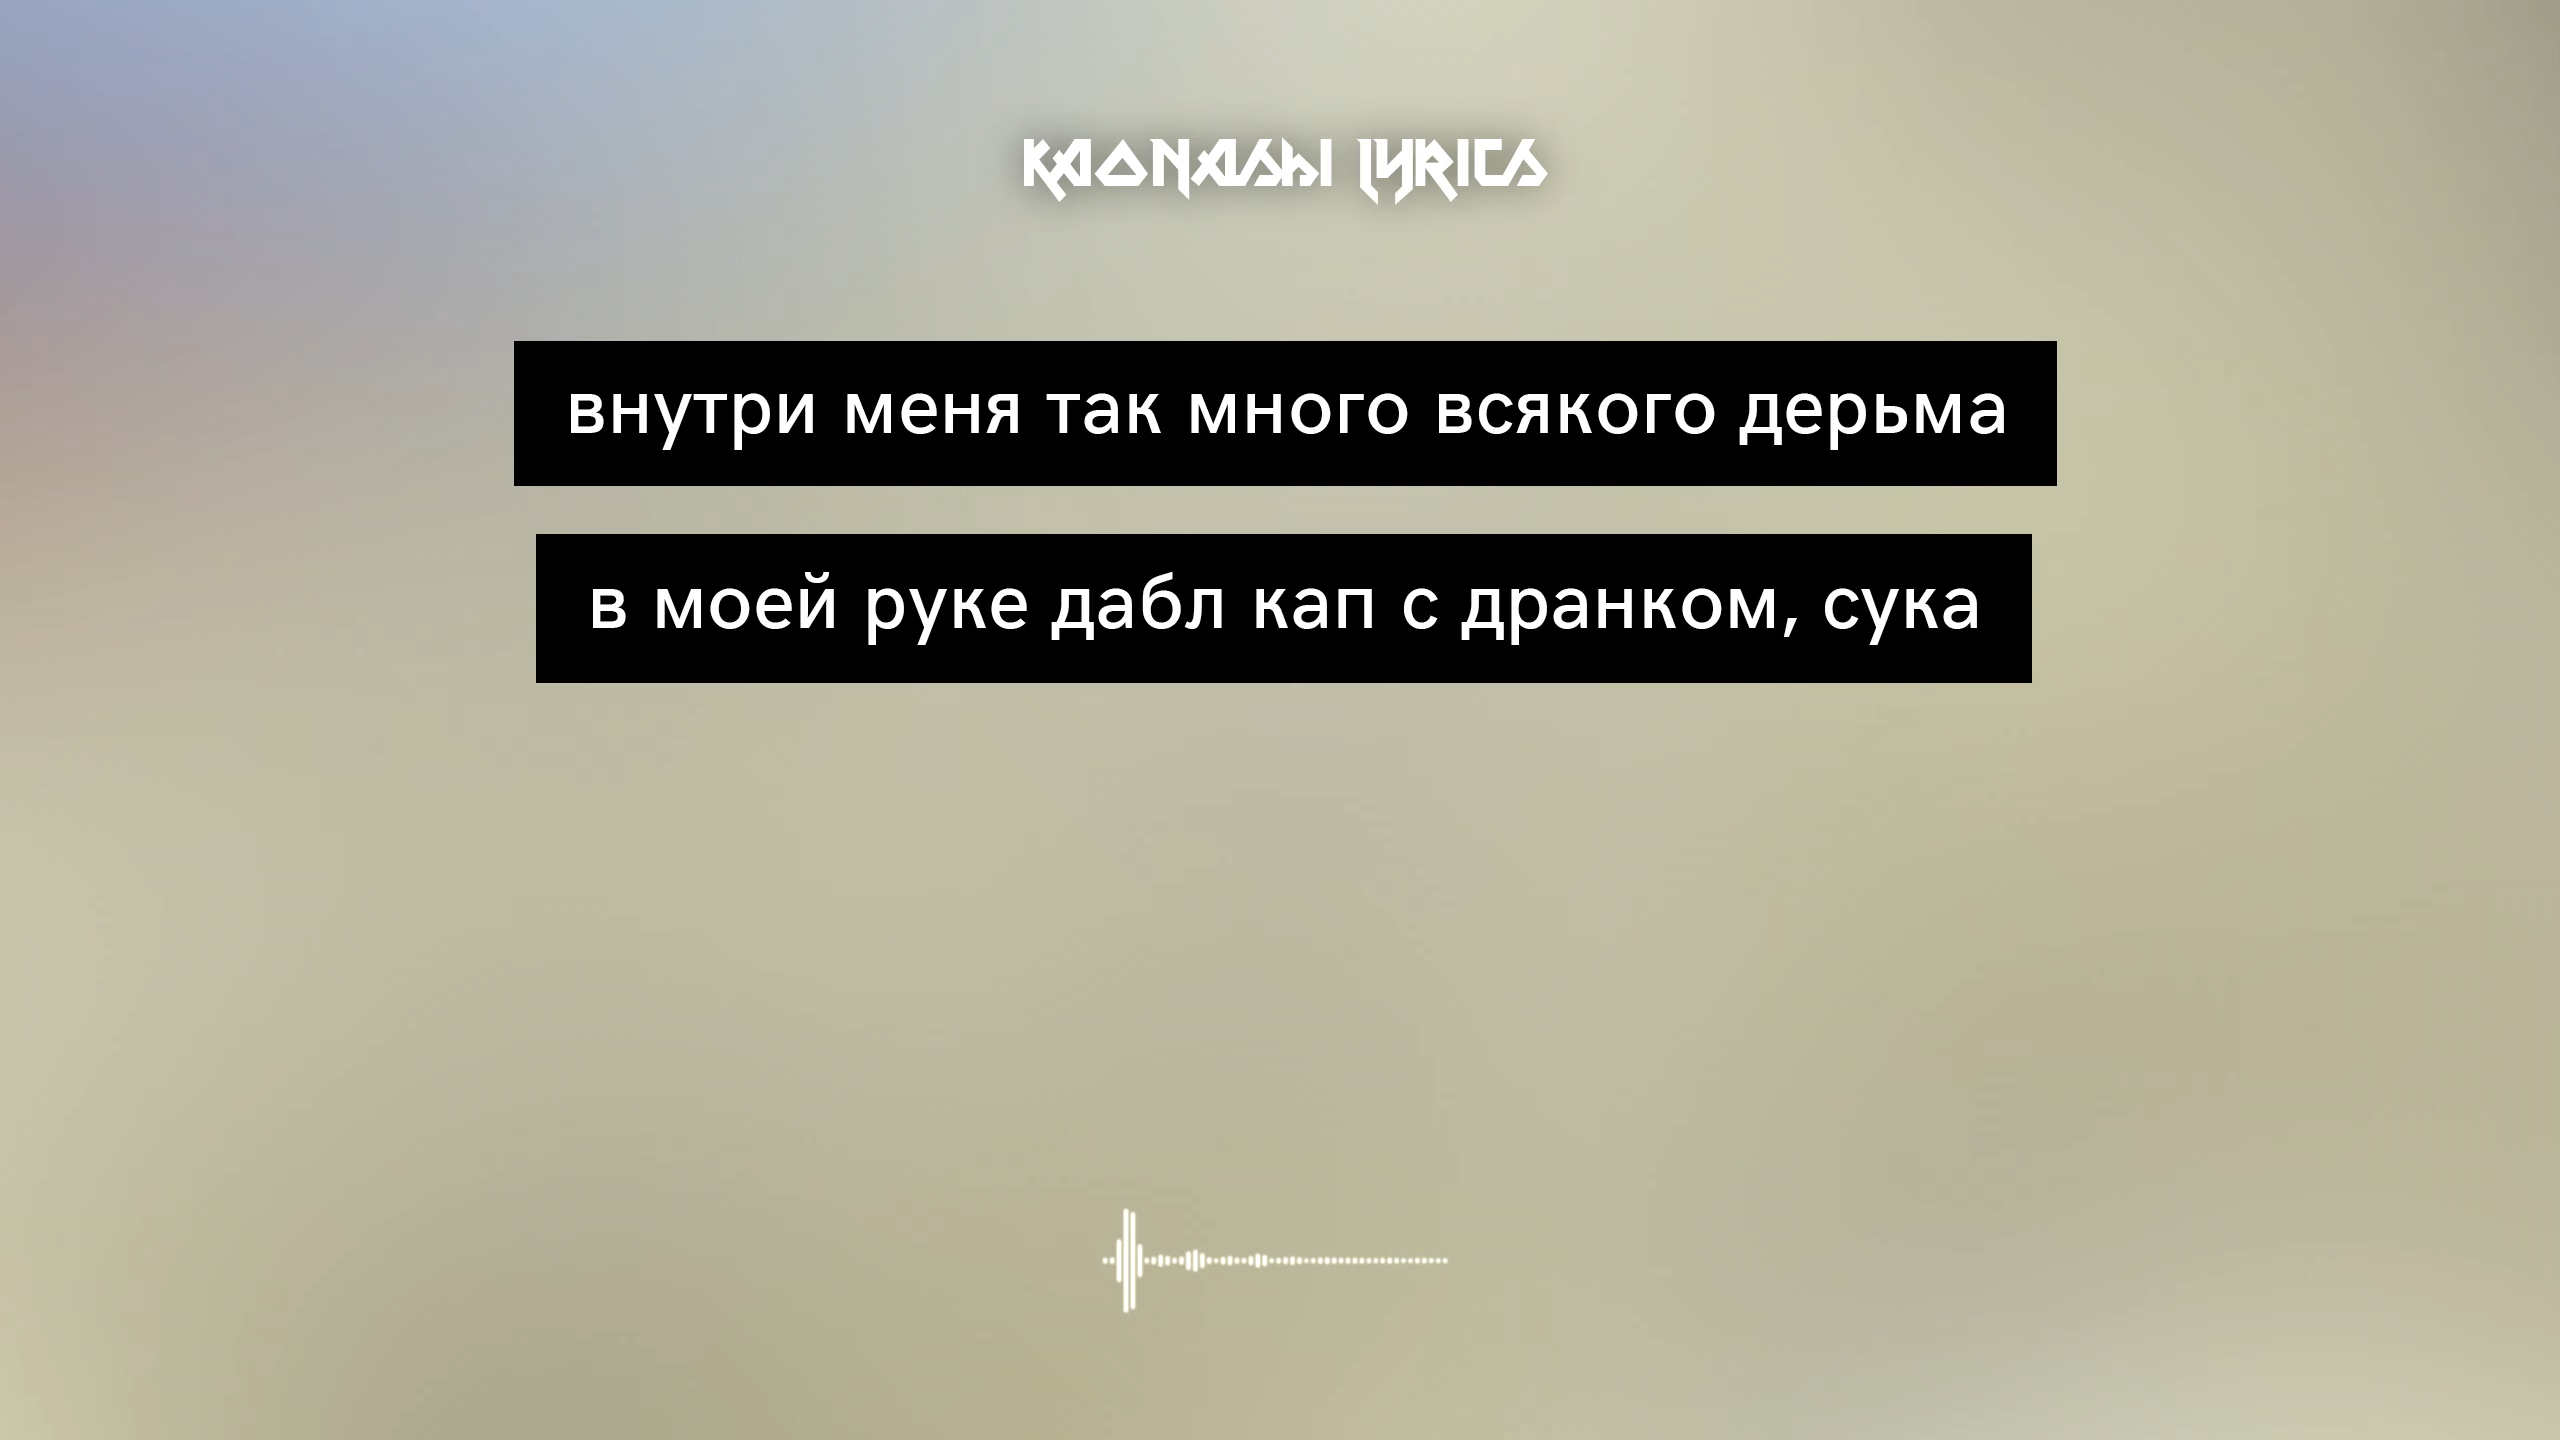 KAONASHI LYRICS
внутри меня так много всякого дерьма
в моей руке дабл кап с дранком, сука